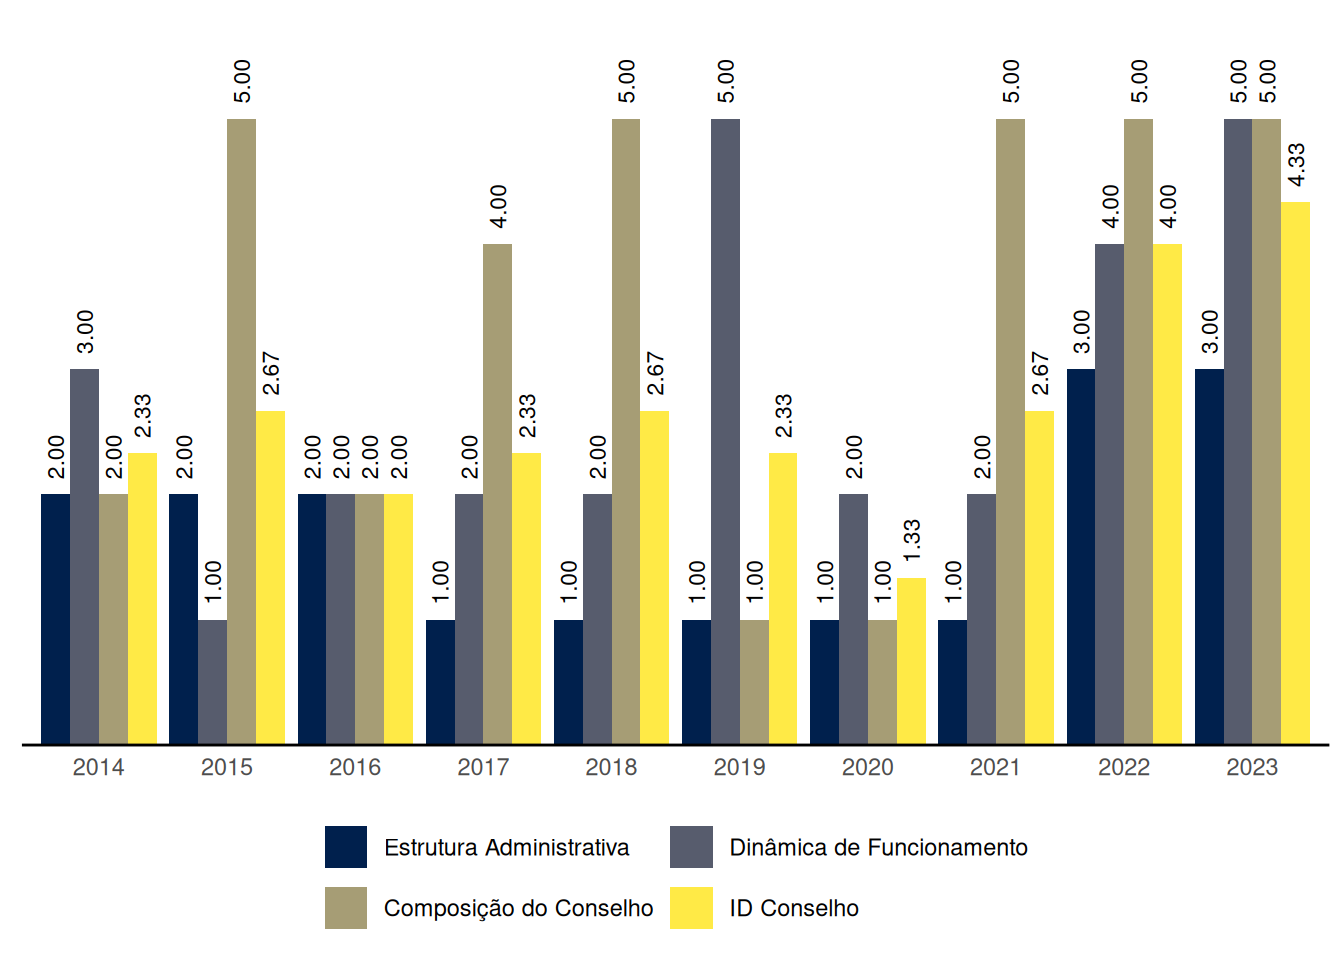 2.00 3.00 2.00 2.33 2.00 1.00 5.00 2.67 2.00 2.00 2.00 2.00 1.00 2.00 4.00 2.33 1.00 2.00 5.00 2.67 1.00 5.00 1.00 2.33 1.00 2.00 1.00 1.33 1.00 2.00 5.00 2.67 3.00 4.00 5.00 4.00 3.00 5.00 5.00 4.33
2014 2015 2016 2017 2018 2019 2020 2021 2022 2023
Estrutura Administrativa Dinâmica de Funcionamento
Composição do Conselho ID Conselho